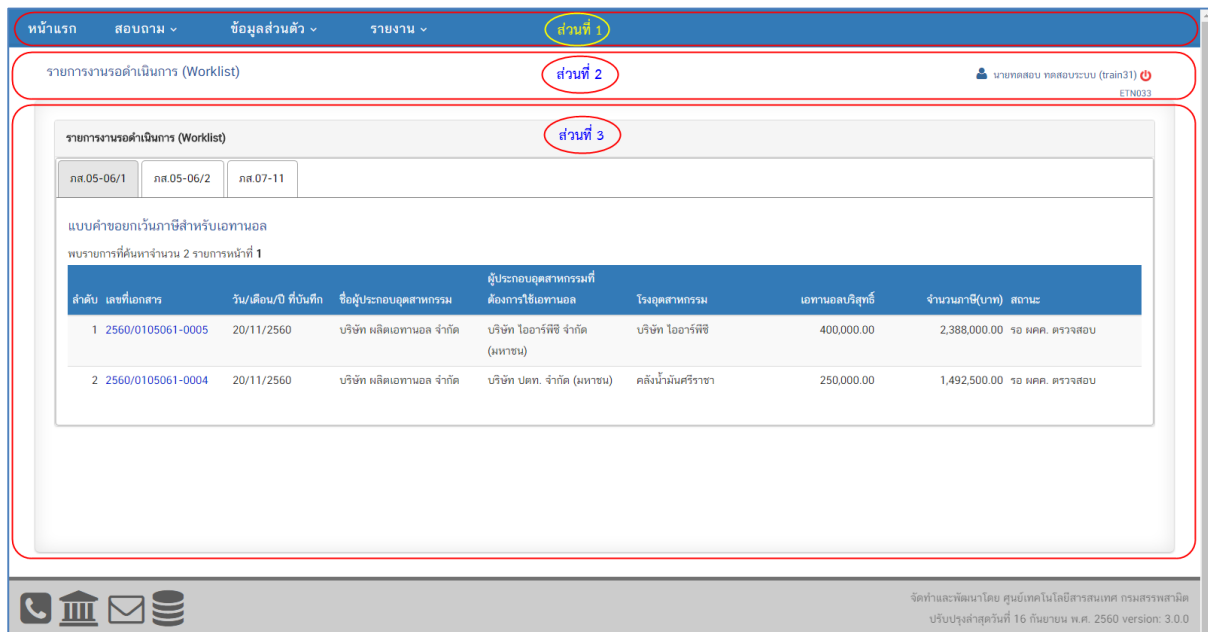 หน้าแรก สอบถาม ข้อมูลส่วนตัว รายงาน ส่วนที่ 1
รายการงานรอดำเนินการ (Worklist) ส่วนที่ 2 นายทดสอบ ทดสอบระบบ (train31)
ETN033
รายการงานรอดำเนินการ (Worklist) ส่วนที่ 3
ภส.05-06/1 ภส.05-06/2 ภส.07-11
แบบคำขอยกเว้นภาษีสำหรับเอทานอล
พบรายการที่ค้นหาจำนวน 2 รายการหน้าที่ 1
ผู้ประกอบอุตสาหกรรมที่
ลำดับ เลขที่เอกสาร วัน/เดือน/ปี ที่บันทึก ชื่อผู้ประกอบอุตสาหกรรม ต้องการใช้เอทานอล โรงอุตสาหกรรม เอทานอลบริสุทธิ์ จำนวนภาษี(บาท) สถานะ
1 2560/0105061-0005 20/11/2560 บริษัท ผลิตเอทานอล จำกัด บริษัท ไออาร์พีซี จำกัด บริษัท ไออาร์พีซี 400,000.00 2,388,000.00 รอ ผคค. ตรวจสอบ
(มหาชน)
2 2560/0105061-0004 20/11/2560 บริษัท ผลิตเอทานอล จำกัด บริษัท ปตท. จำกัด (มหาชน) คลังน้ำมันศรีราชา 250,000.00 1,492,500.00 รอ ผคค. ตรวจสอบ
จัดทำและพัฒนาโดย ศูนย์เทคโนโลยีสารสนเทศ กรมสรรพสามิต
ปรับปรุงล่าสุดวันที่ 16 กันยายน พ.ศ. 2560 version: 3.0.0